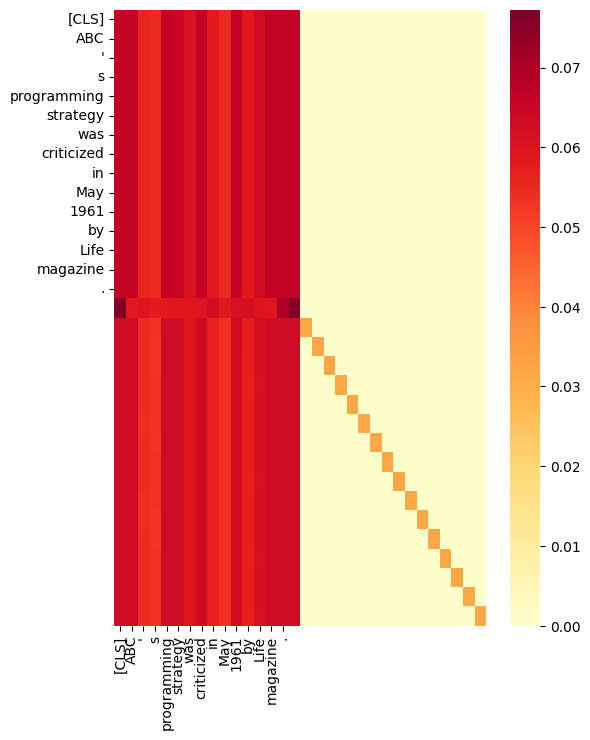 [CLS]
ABC
'
s
programming
strategy
was
criticized
in
May
1961
by
Life
magazine
.
[CLS]
ABC
'
s
programming
strategy
was
criticized
in
May
1961
by
Life
magazine
.
0.07
0.06
0.05
0.04
0.03
0.02
0.01
0.00